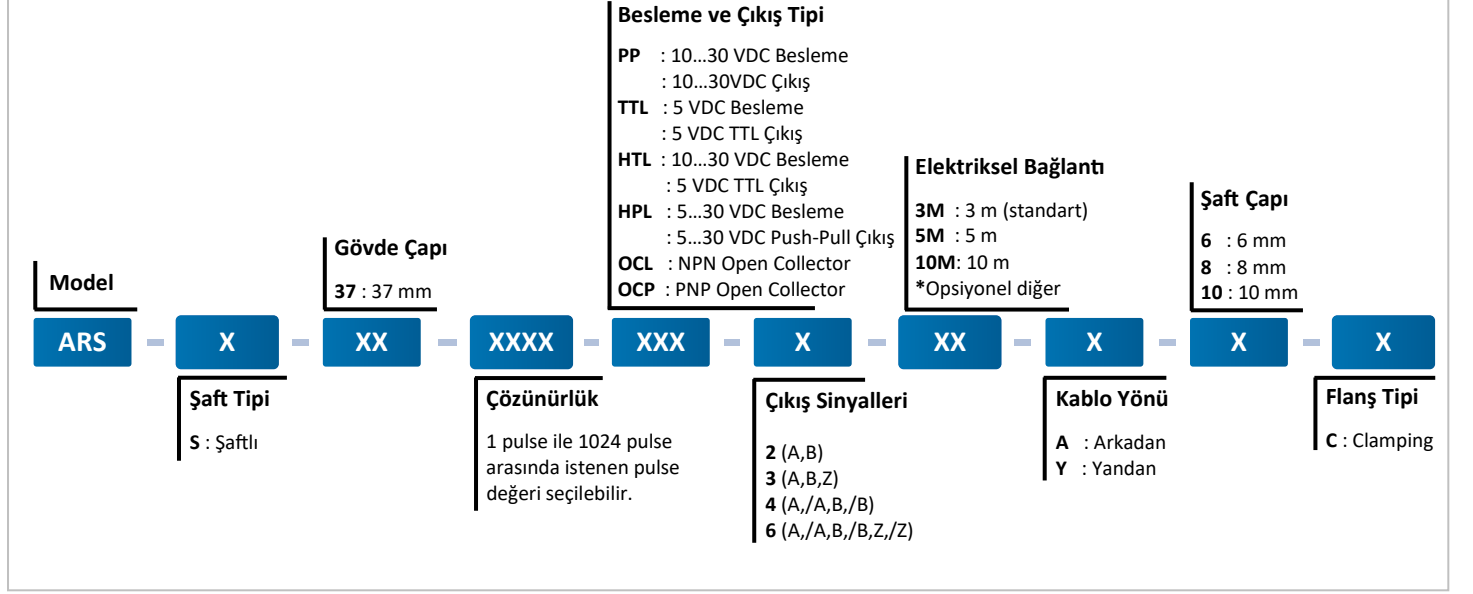 Besleme ve Çıkış Tipi
PP : 10...30 VDC Besleme
: 10...30VDC Çıkış
TTL : 5 VDC Besleme
: 5 VDC TTL Çıkış
HTL : 10...30 VDC Besleme
: 5 VDC TTL Çıkış
HPL : 5...30 VDC Besleme
: 5...30 VDC Push-Pull Çıkış
OCL : NPN Open Collector
OCP : PNP Open Collector
Elektriksel Bağlantı
3M : 3 m (standart)
5M : 5 m
10M: 10 m
*Opsiyonel diğer
Şaft Çapı
6 : 6 mm
8 : 8 mm
10 : 10 mm
Gövde Çapı
37 : 37 mm
Model
ARS – X – XX – XXXX – XXX – X – XX – X – X – X
Şaft Tipi
S : Şaftlı
Çözünürlük
1 pulse ile 1024 pulse
arasında istenen pulse
değeri seçilebilir.
Çıkış Sinyalleri
2 (A,B)
3 (A,B,Z)
4 (A,/A,B,/B)
6 (A,/A,B,/B,Z,/Z)
Kablo Yönü
A : Arkadan
Y : Yandan
Flanş Tipi
C : Clamping